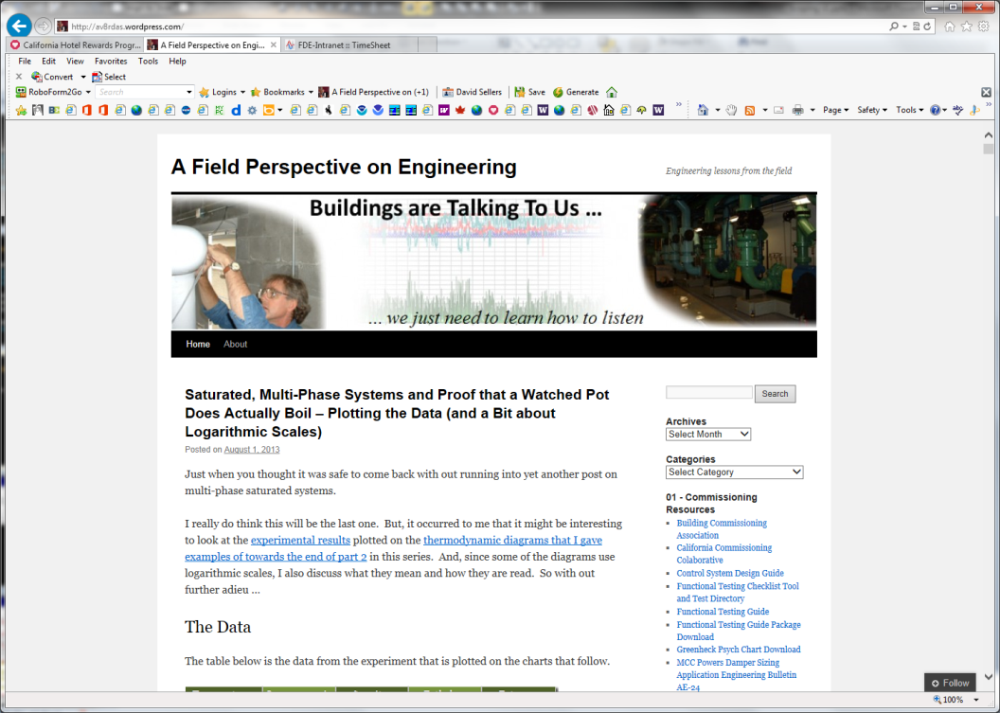 http://av8rdas.wordpress.com/
California Hotel Rewards Progr...
A Field Perspective on Engi...
FDE-Intranet :: TimeSheet
File Edit View Favorites Tools Help
Convert Select
RoboForm2Go Search Logins Bookmarks A Field Perspective on (+1) David Sellers Save Generate
Page Safety Tools
A Field Perspective on Engineering
Engineering lessons from the field
Buildings are Talking To Us ...
... we just need to learn how to listen
Home About
Saturated, Multi-Phase Systems and Proof that a Watched Pot
Does Actually Boil – Plotting the Data (and a Bit about
Logarithmic Scales)
Posted on August 1, 2013
Just when you thought it was safe to come back with out running into yet another post on
multi-phase saturated systems.
I really do think this will be the last one. But, it occurred to me that it might be interesting
to look at the experimental results plotted on the thermodynamic diagrams that I gave
examples of towards the end of part 2 in this series. And, since some of the diagrams use
logarithmic scales, I also discuss what they mean and how they are read. So with out
further adieu ...
The Data
The table below is the data from the experiment that is plotted on the charts that follow.
Search
Archives
Select Month
Categories
Select Category
01 - Commissioning
Resources
Building Commissioning
Association
California Commissioning
Colaborative
Control System Design Guide
Functional Testing Checklist Tool
and Test Directory
Functional Testing Guide
Functional Testing Guide Package
Download
Greenheck Psych Chart Download
MCC Powers Damper Sizing
Application Engineering Bulletin
AE-24
Follow
100%